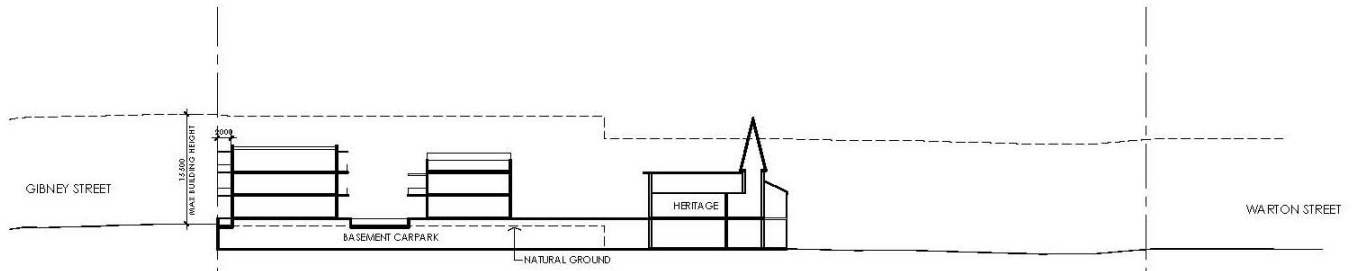 2000
15500
MAX BUILDING HEIGHT
GIBNEY STREET
HERITAGE
WARTON STREET
BASEMENT CARPARK
NATURAL GROUND